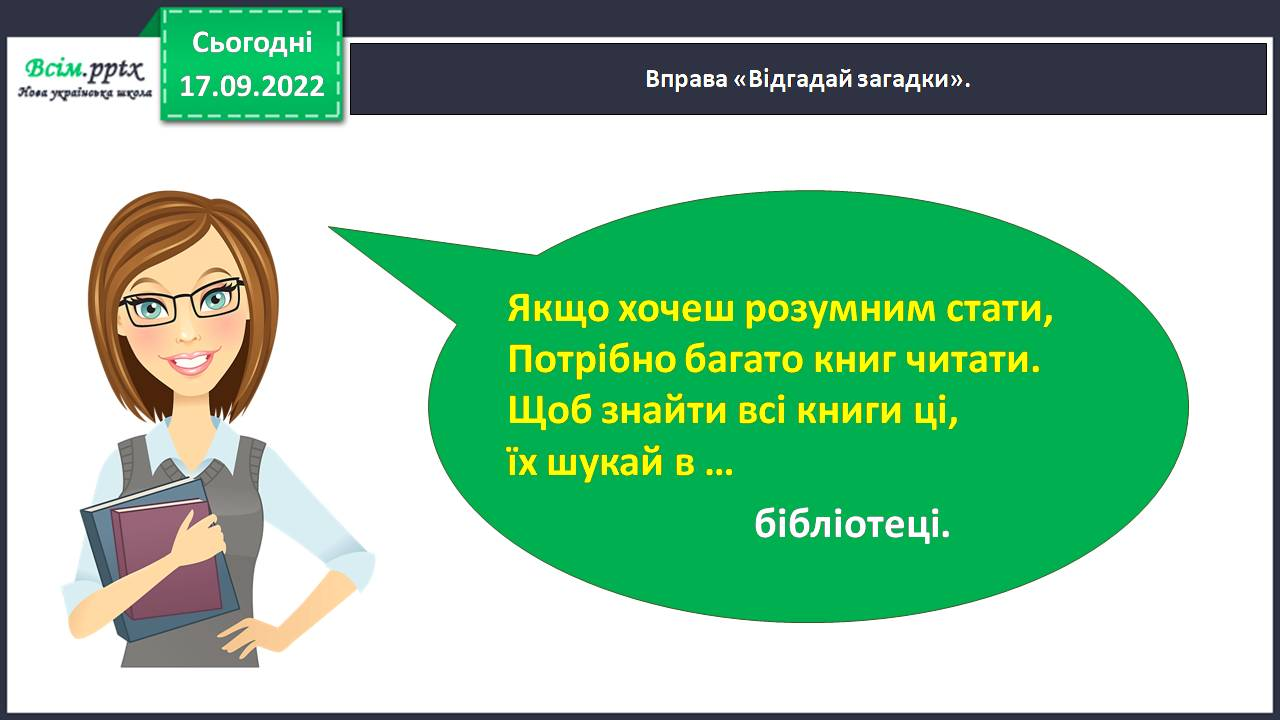 Всім.pptx
Нова українська школа
Сьогодні
17.09.2022
Вправа «Відгадай загадки».
Якщо хочеш розумним стати,
Потрібно багато книг читати.
Щоб знайти всі книги ці,
їх шукай в ...
бібліотеці.